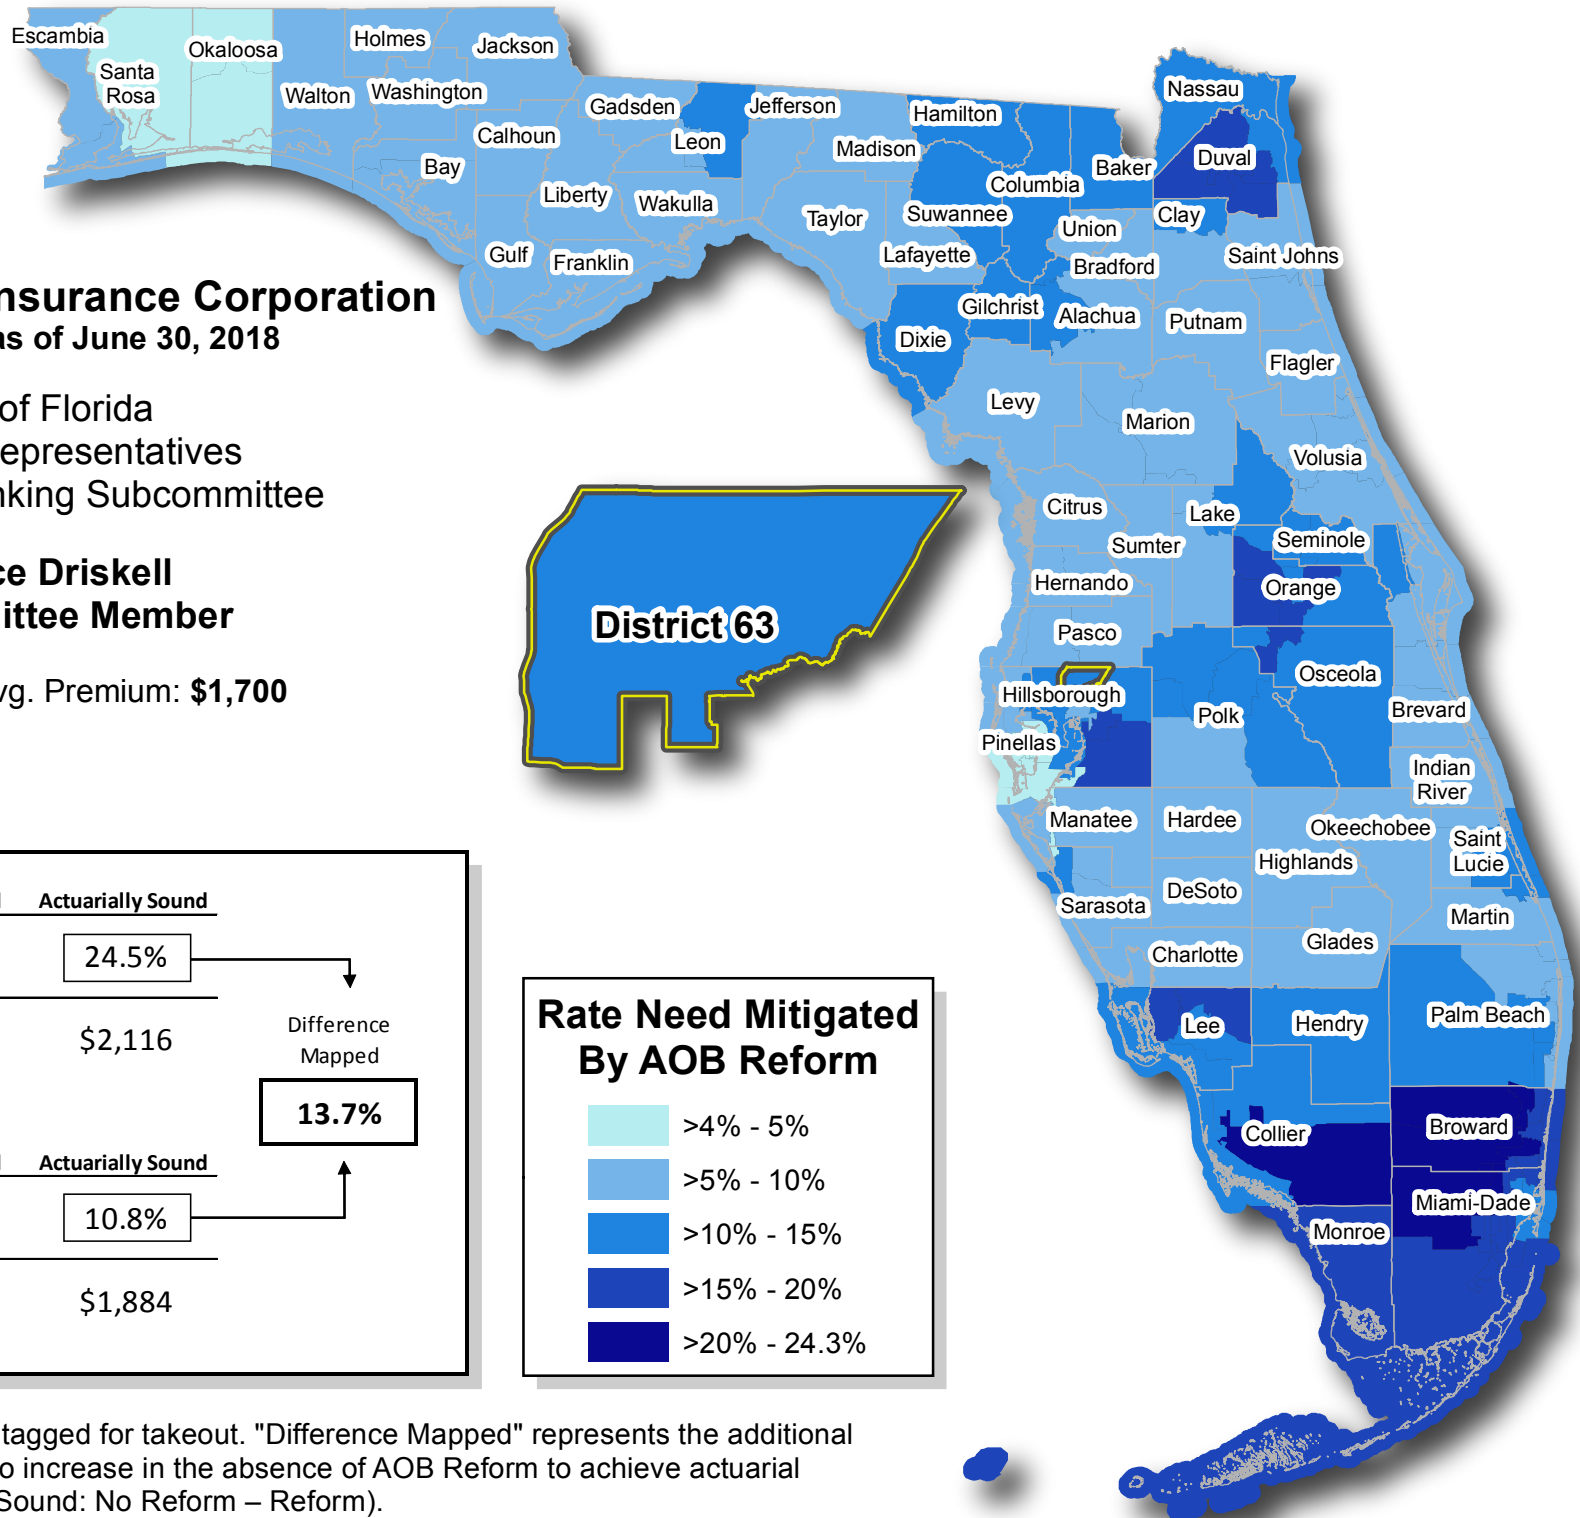 Escambia
Santa
Rosa
Okaloosa
Walton
Holmes
Washington
Jackson
Bay
Calhoun
Gulf
Liberty
Franklin
Gadsden
Leon
Wakulla
Jefferson
Madison
Taylor
Hamilton
Suwannee
Lafayette
Columbia
Baker
Nassau
Duval
Union
Clay
Bradford
Saint Johns
Gilchrist
Dixie
Alachua
Putnam
Flagler
Levy
Marion
Volusia
Citrus
Lake
Sumter
Seminole
Hernando
Orange
Pasco
Osceola
Hillsborough
Polk
Brevard
Pinellas
Indian
River
Manatee
Hardee
Okeechobee
Saint
Lucie
Highlands
DeSoto
Sarasota
Martin
Glades
Charlotte
Lee
Hendry
Palm Beach
Collier
Broward
Miami-Dade
Monroe
nsurance Corporation
as of June 30, 2018
of Florida
epresentatives
nking Subcommittee
ce Driskell
ittee Member
vg. Premium: $1,700
District 63
Actuarially Sound
24.5%
$2,116
Difference
Mapped
13.7%
Actuarially Sound
10.8%
$1,884
Rate Need Mitigated
By AOB Reform
>4% - 5%
>5% - 10%
>10% - 15%
>15% - 20%
>20% - 24.3%
tagged for takeout. "Difference Mapped" represents the additional
o increase in the absence of AOB Reform to achieve actuarial
Sound: No Reform – Reform).